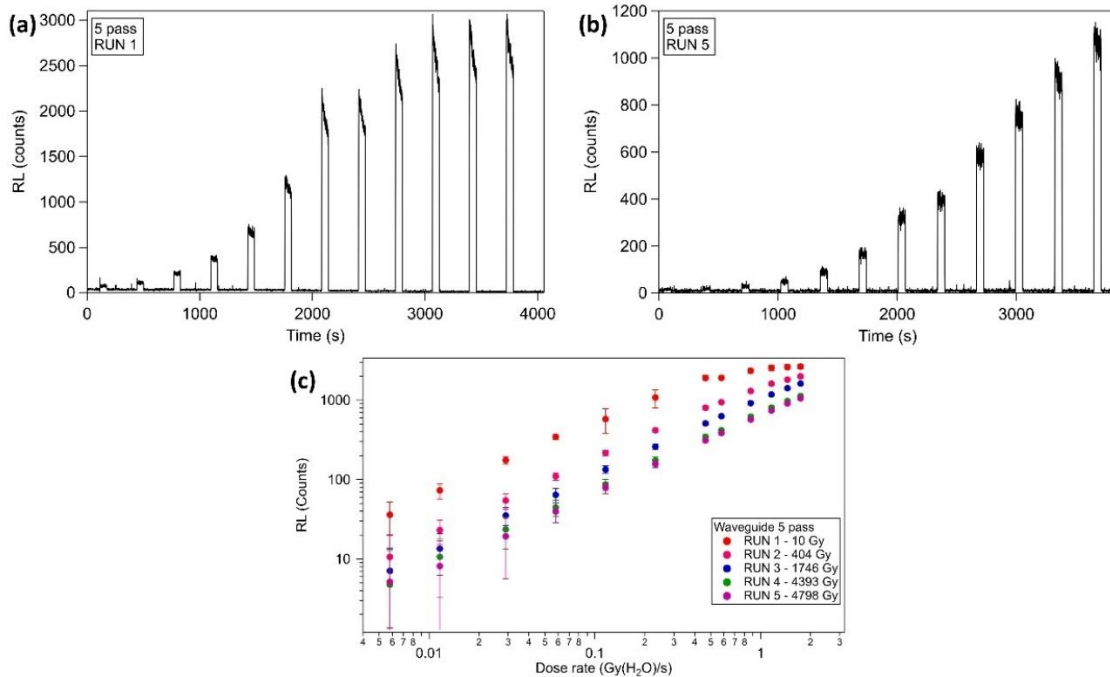 (a)
5 pass
RUN 1
3000
2500
2000
1500
1000
500
0
RL (counts)
0 1000 2000 3000 4000
Time (s)
(b)
5 pass
RUN 5
1200
1000
800
600
400
200
0
RL (counts)
0 1000 2000 3000
Time (s)
(c)
1000
100
10
RL (Counts)
Waveguide 5 pass
RUN 1 - 10 Gy
RUN 2 - 404 Gy
RUN 3 - 1746 Gy
RUN 4 - 4393 Gy
RUN 5 - 4798 Gy
4 5 6 7 8 0.01 2 3 4 5 6 7 8 0.1 2 3 4 5 6 7 8 1 2 3
Dose rate (Gy(H₂O)/s)